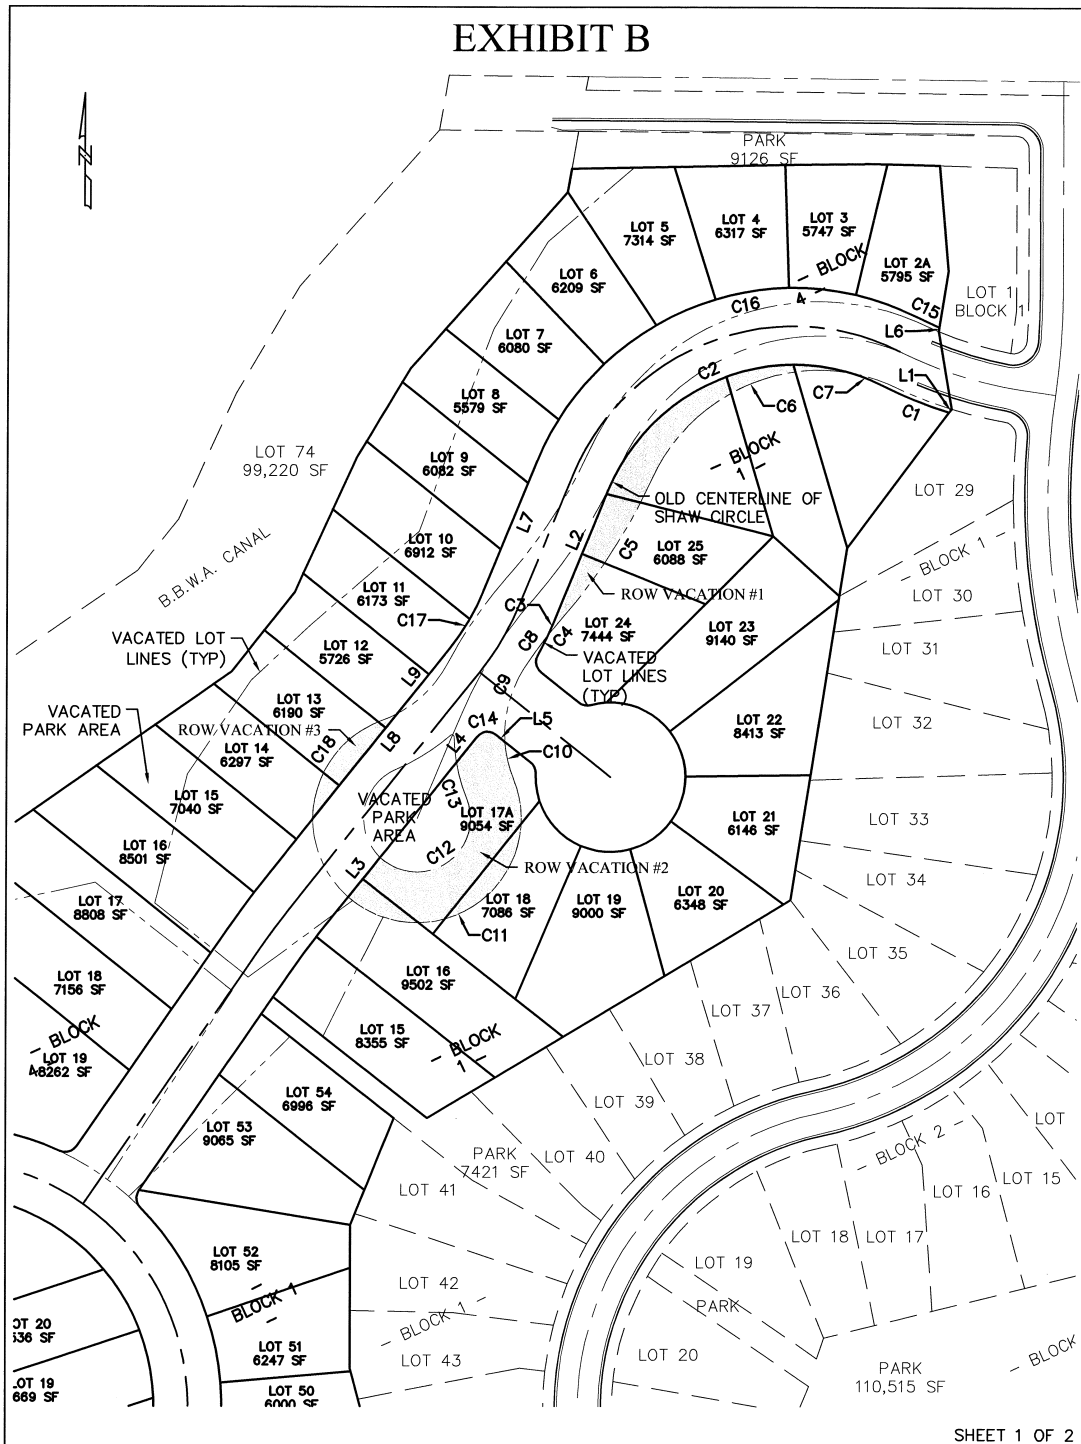 EXHIBIT B
N
PARK
9126 SF
LOT 5
7314 SF
LOT 4
6317 SF
LOT 3
5747 SF
- BLOCK
4 -
LOT 2A
5795 SF
LOT 6
6209 SF
C16
C15
LOT 1
BLOCK 1
L6
LOT 7
6080 SF
C2
C7
L1
C6
C1
LOT 8
5579 SF
LOT 74
99,220 SF
LOT 9
6082 SF
- BLOCK
1 -
LOT 29
OLD CENTERLINE OF
SHAW CIRCLE
LOT 10
6912 SF
L7
L2
C5
LOT 25
6088 SF
- BLOCK 1 -
B.B.W.A. CANAL
LOT 11
6173 SF
C17
C3
ROW VACATION #1
LOT 30
VACATED LOT
LINES (TYP)
LOT 12
5726 SF
C8
C4
LOT 24
7444 SF
LOT 23
9140 SF
LOT 31
VACATED
LOT LINES
(TYP)
L9
C9
LOT 13
6190 SF
VACATED
PARK AREA
ROW VACATION #3
C18
LOT 14
6297 SF
L8
L4
C14
L5
C10
LOT 22
8413 SF
LOT 32
LOT 15
7040 SF
VACATED
PARK
AREA
C13
LOT 17A
9054 SF
LOT 21
6146 SF
LOT 33
LOT 16
8501 SF
C12
L3
ROW VACATION #2
LOT 34
LOT 17
8808 SF
LOT 18
7086 SF
LOT 19
9000 SF
LOT 20
6348 SF
C11
LOT 35
LOT 18
7156 SF
LOT 16
9502 SF
LOT 36
LOT 37
LOT 15
8355 SF
- BLOCK
1 -
- BLOCK
4 -
LOT 19
8262 SF
LOT 38
LOT 54
6996 SF
LOT 39
LOT 53
9065 SF
PARK
7421 SF
LOT 40
LOT 41
- BLOCK 2 -
LOT
LOT 15
LOT 16
LOT 17
LOT 18
LOT 19
LOT 52
8105 SF
- BLOCK 1 -
LOT 42
- BLOCK 1 -
PARK
OT 20
536 SF
LOT 51
6247 SF
LOT 43
LOT 20
PARK
110,515 SF
- BLOCK
LOT 19
669 SF
LOT 50
6000 SF
SHEET 1 OF 2